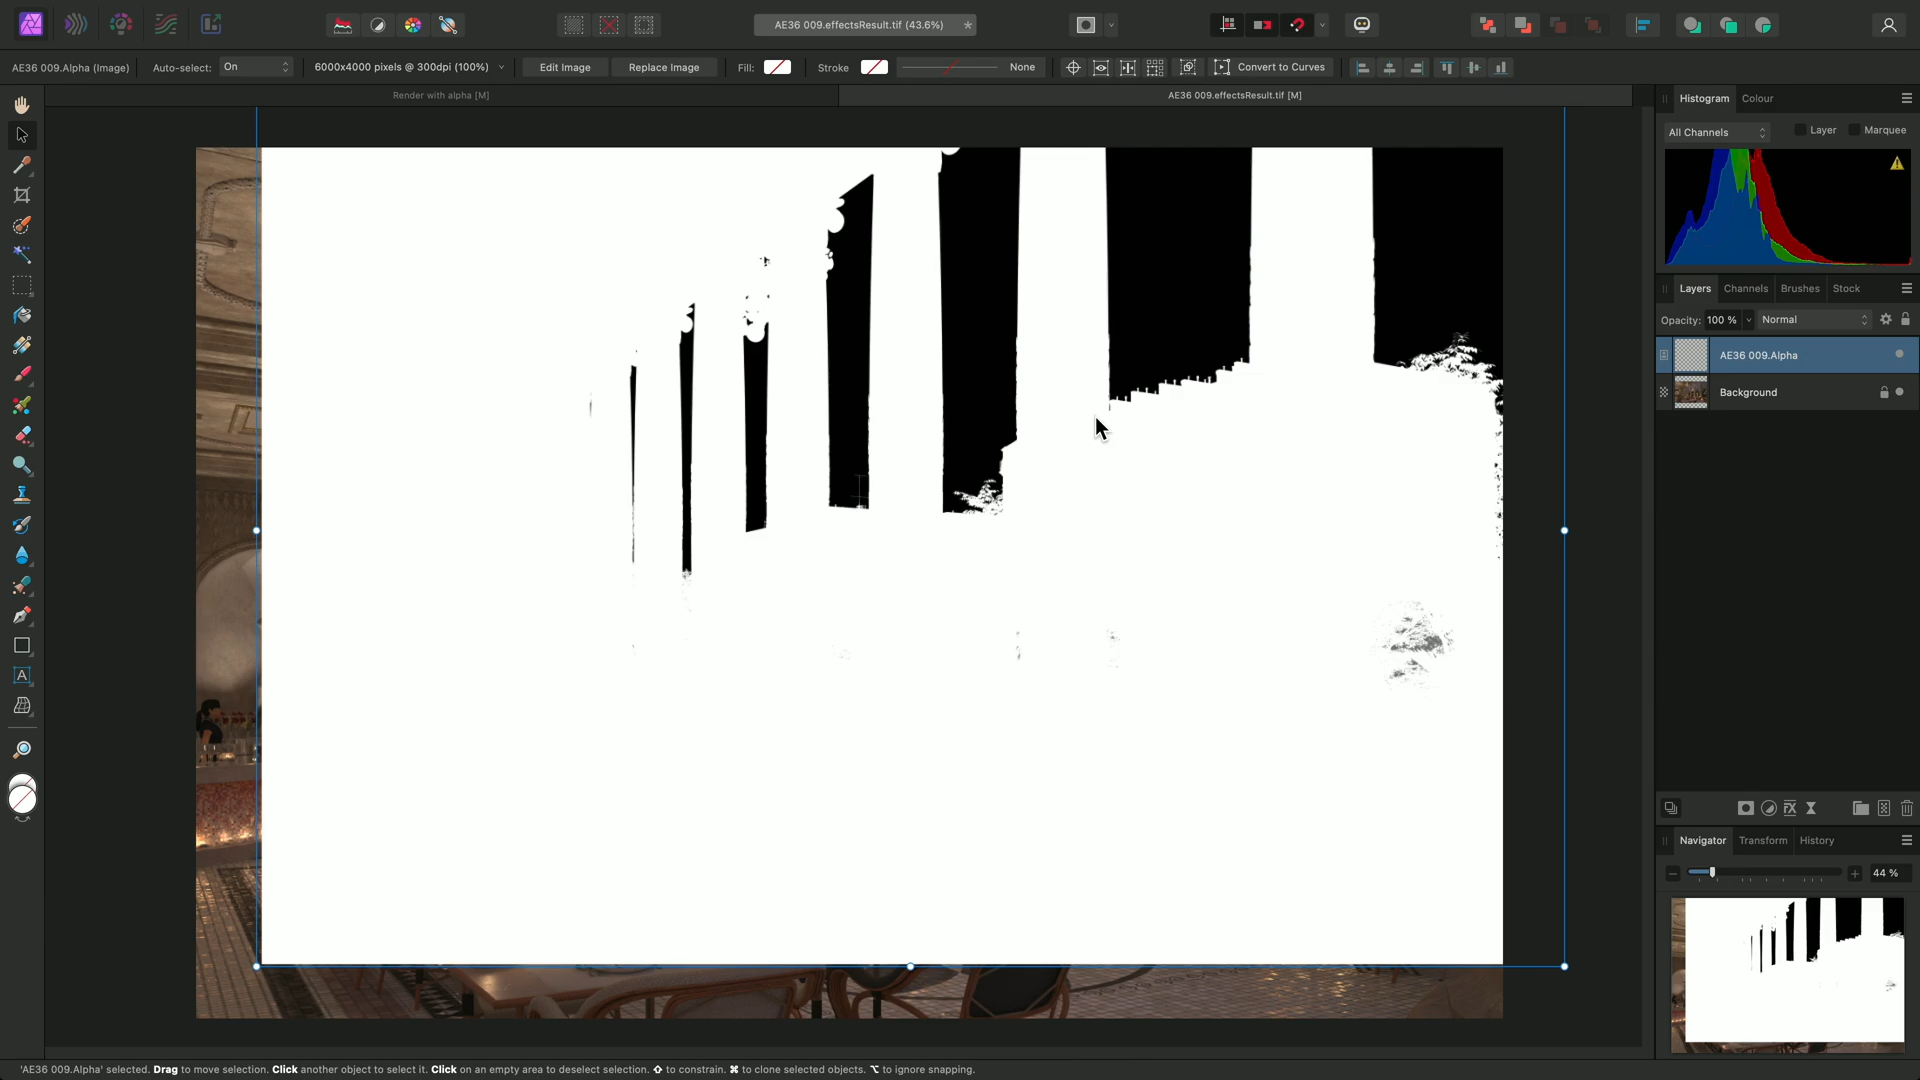 AE36 009.effectsResult.tif (43.6%)
*
AE36 009.Alpha (Image)
Auto-select:
On
6000x4000 pixels @ 300dpi (100%)
Edit Image
Replace Image
Fill:
Stroke
None
Convert to Curves
Render with alpha [M]
AE36 009.effectsResult.tif [M]
Histogram
Colour
All Channels
Layer
Marquee
Layers
Channels
Brushes
Stock
Opacity:
100 %
Normal
AE36 009.Alpha
Background
Navigator
Transform
History
44 %
'AE36 009.Alpha' selected. Drag to move selection. Click another object to select it. Click on an empty area to deselect selection. ⇧ to constrain. ⌘ to clone selected objects. ⌥ to ignore snapping.